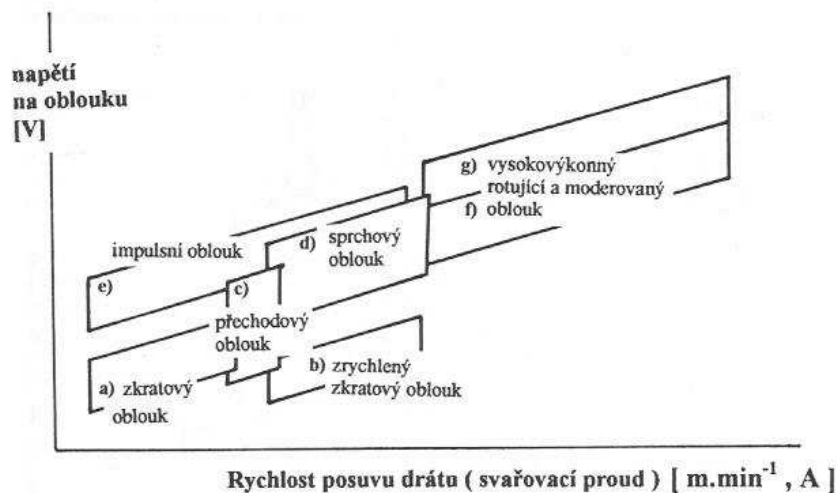 napětí
na oblouku
[V]
g) vysokovýkonný
rotující a moderovaný
f) oblouk
d) sprchový
oblouk
impulsní oblouk
e)
c)
přechodový
oblouk
b) zrychlený
zkratový oblouk
a) zkratový
oblouk
Rychlost posuvu drátu ( svařovací proud ) [ m.min⁻¹ , A ]